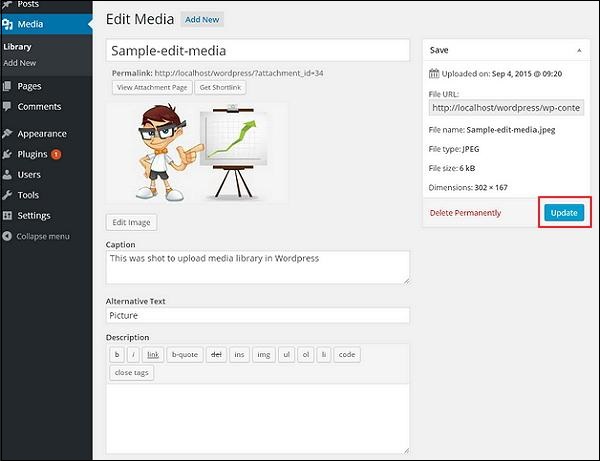 Posts
Media
Library
Add New
Pages
Comments
Appearance
Plugins 1
Users
Tools
Settings
Collapse menu
Edit Media Add New
Sample-edit-media
Permalink: http://localhost/wordpress/?attachment_id=34
View Attachment Page Get Shortlink
Edit Image
Caption
This was shot to upload media library in Wordpress
Alternative Text
Picture
Description
b i link b-quote del ins img ul ol li code
close tags
Save
Uploaded on: Sep 4, 2015 @ 09:20
File URL:
http://localhost/wordpress/wp-conte
File name: Sample-edit-media.jpeg
File type: JPEG
File size: 6 kB
Dimensions: 302 × 167
Delete Permanently Update